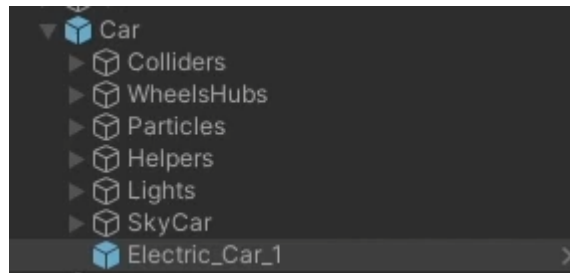 Car
Colliders
WheelsHubs
Particles
Helpers
Lights
SkyCar
Electric_Car_1